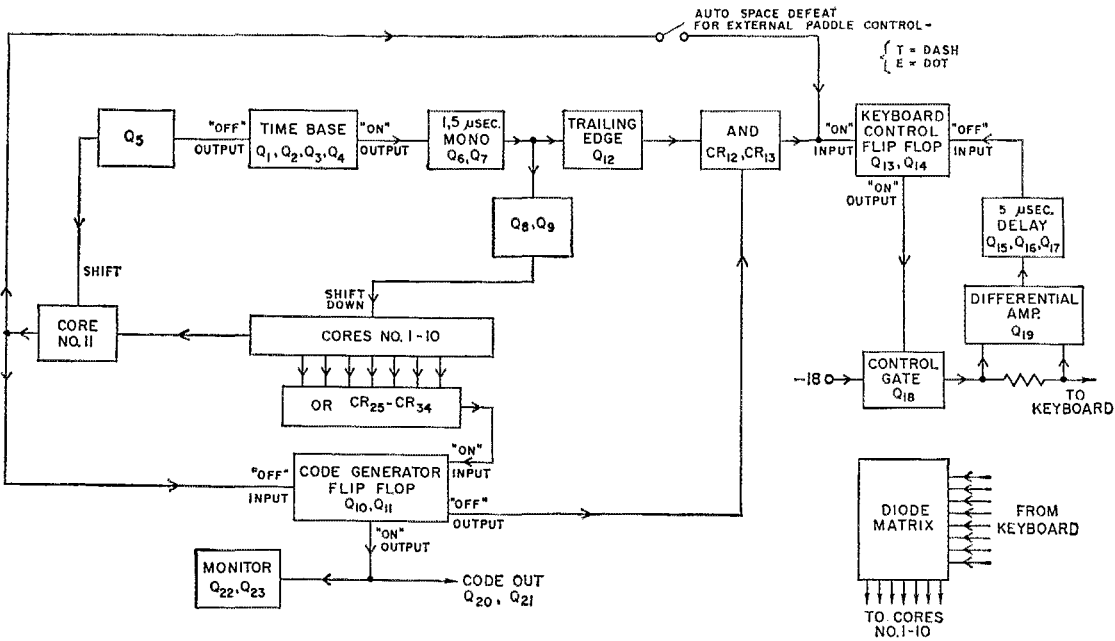 AUTO SPACE DEFEAT
FOR EXTERNAL PADDLE CONTROL-
T = DASH
E = DOT
Q5
"OFF"
OUTPUT
TIME BASE
Q1, Q2, Q3, Q4
"ON"
OUTPUT
1,5 µSEC.
MONO
Q6, Q7
TRAILING
EDGE
Q12
AND
CR12, CR13
"ON"
INPUT
KEYBOARD
CONTROL
FLIP FLOP
Q13, Q14
"OFF"
INPUT
"ON"
OUTPUT
Q8, Q9
5 µSEC.
DELAY
Q15, Q16, Q17
SHIFT
SHIFT
DOWN
DIFFERENTIAL
AMP.
Q19
CORE
NO. 11
CORES NO. 1-10
OR CR25-CR34
-18
CONTROL
GATE
Q18
TO
KEYBOARD
"ON"
INPUT
"OFF"
INPUT
CODE GENERATOR
FLIP FLOP
Q10, Q11
"OFF"
OUTPUT
"ON"
OUTPUT
DIODE
MATRIX
FROM
KEYBOARD
MONITOR
Q22, Q23
CODE OUT
Q20, Q21
TO CORES
NO. 1-10